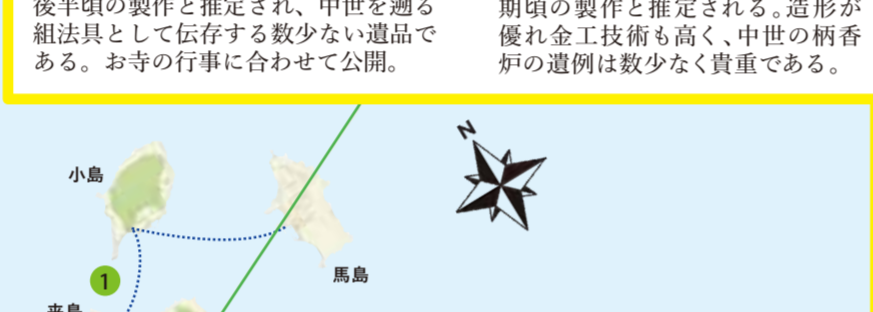 後半頃の製作と推定され、中世を遡る
組法具として伝存する数少ない遺品で
ある。お寺の行事に合わせて公開。
期頃の製作と推定される。造形が
優れ金工技術も高く、中世の柄香
炉の遺例は数少なく貴重である。
N
小島
馬島
1
来島